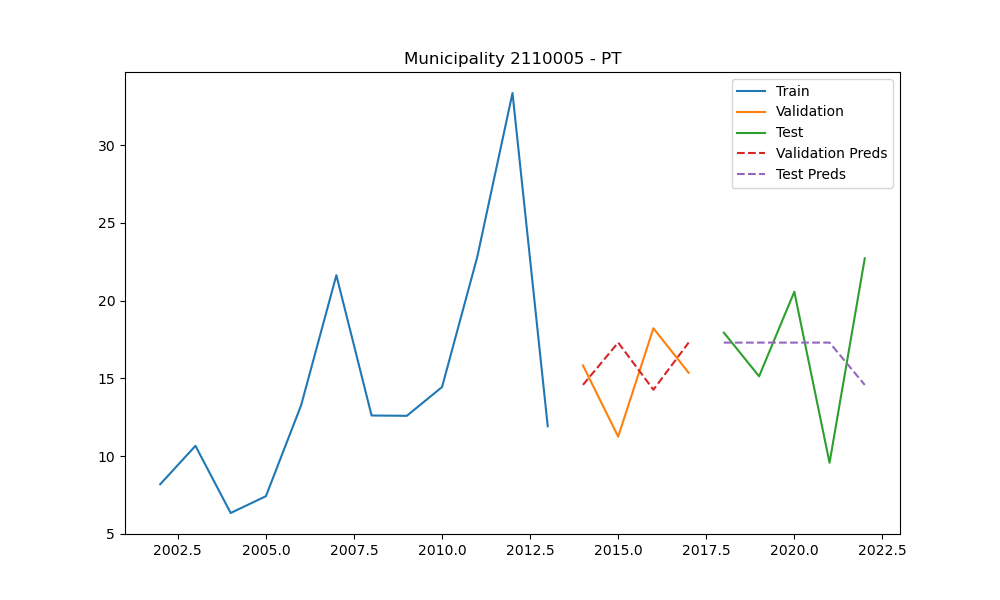 Municipality 2110005 - PT
Train
Validation
Test
Validation Preds
Test Preds
30
25
20
15
10
5
2002.5 2005.0 2007.5 2010.0 2012.5 2015.0 2017.5 2020.0 2022.5